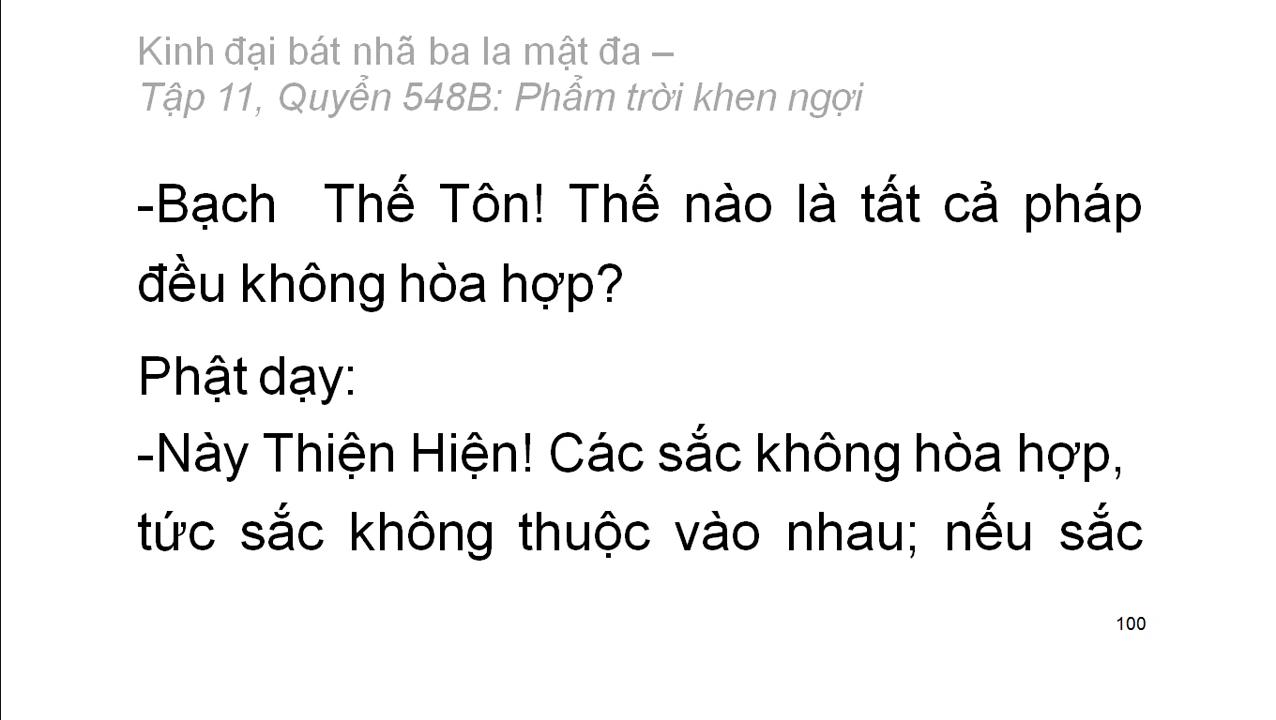 Kinh đại bát nhã ba la mật đa –
Tập 11, Quyển 548B: Phẩm trời khen ngợi
-Bạch Thế Tôn! Thế nào là tất cả pháp
đều không hòa hợp?
Phật dạy:
-Này Thiện Hiện! Các sắc không hòa hợp,
tức sắc không thuộc vào nhau; nếu sắc
100